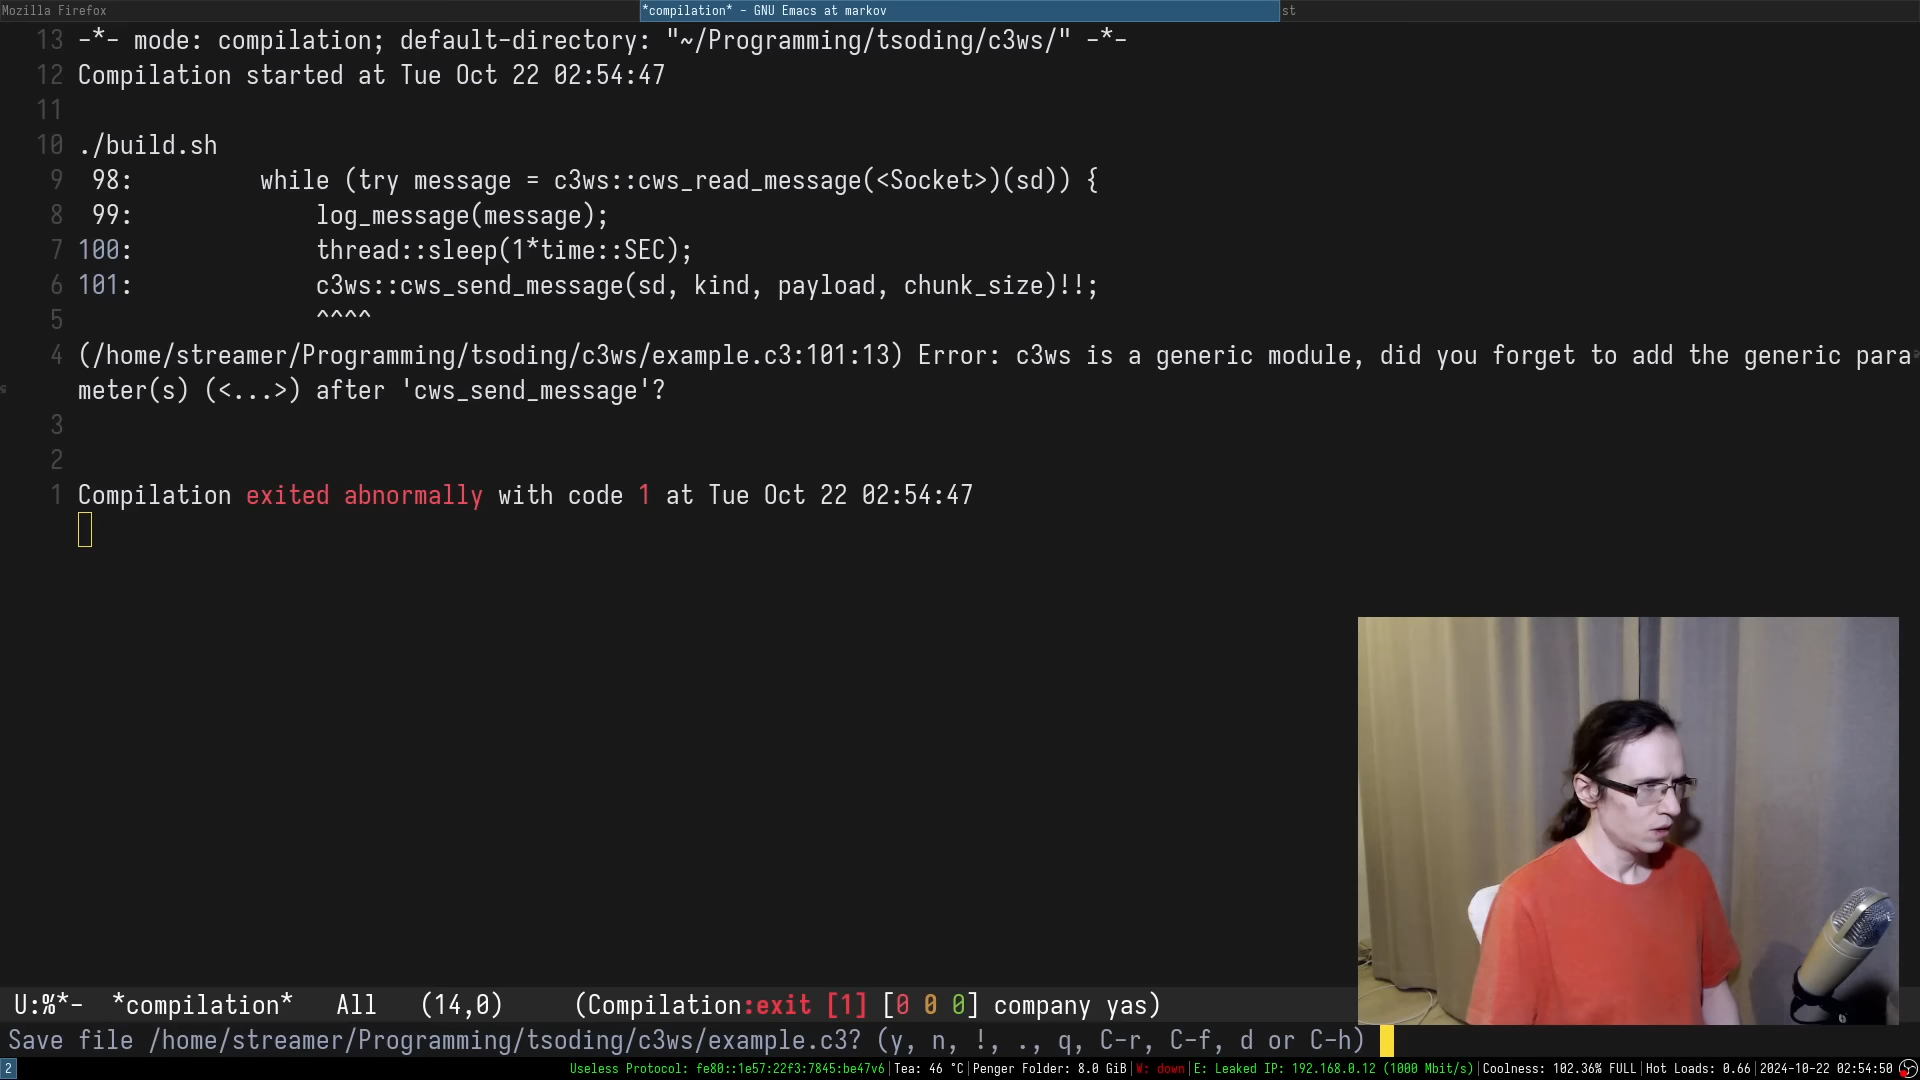 Mozilla Firefox
*compilation* - GNU Emacs at markov
st
13 -*- mode: compilation; default-directory: "~/Programming/tsoding/c3ws/" -*-
12 Compilation started at Tue Oct 22 02:54:47
11
10 ./build.sh
9 98: while (try message = c3ws::cws_read_message(<Socket>)(sd)) {
8 99: log_message(message);
7 100: thread::sleep(1*time::SEC);
6 101: c3ws::cws_send_message(sd, kind, payload, chunk_size)!!;
5 ^^^^
4 (/home/streamer/Programming/tsoding/c3ws/example.c3:101:13) Error: c3ws is a generic module, did you forget to add the generic para
meter(s) (<...>) after 'cws_send_message'?
3
2
1 Compilation exited abnormally with code 1 at Tue Oct 22 02:54:47
U:%*- *compilation* All (14,0) (Compilation:exit [1] [0 0 0] company yas)
Save file /home/streamer/Programming/tsoding/c3ws/example.c3? (y, n, !, ., q, C-r, C-f, d or C-h)
2 Useless Protocol: fe80::1e57:22f3:7845:be47v6|Tea: 46 °C|Penger Folder: 8.0 GiB|W: down|E: Leaked IP: 192.168.0.12 (1000 Mbit/s)|Coolness: 102.36% FULL|Hot Loads: 0.66|2024-10-22 02:54:50